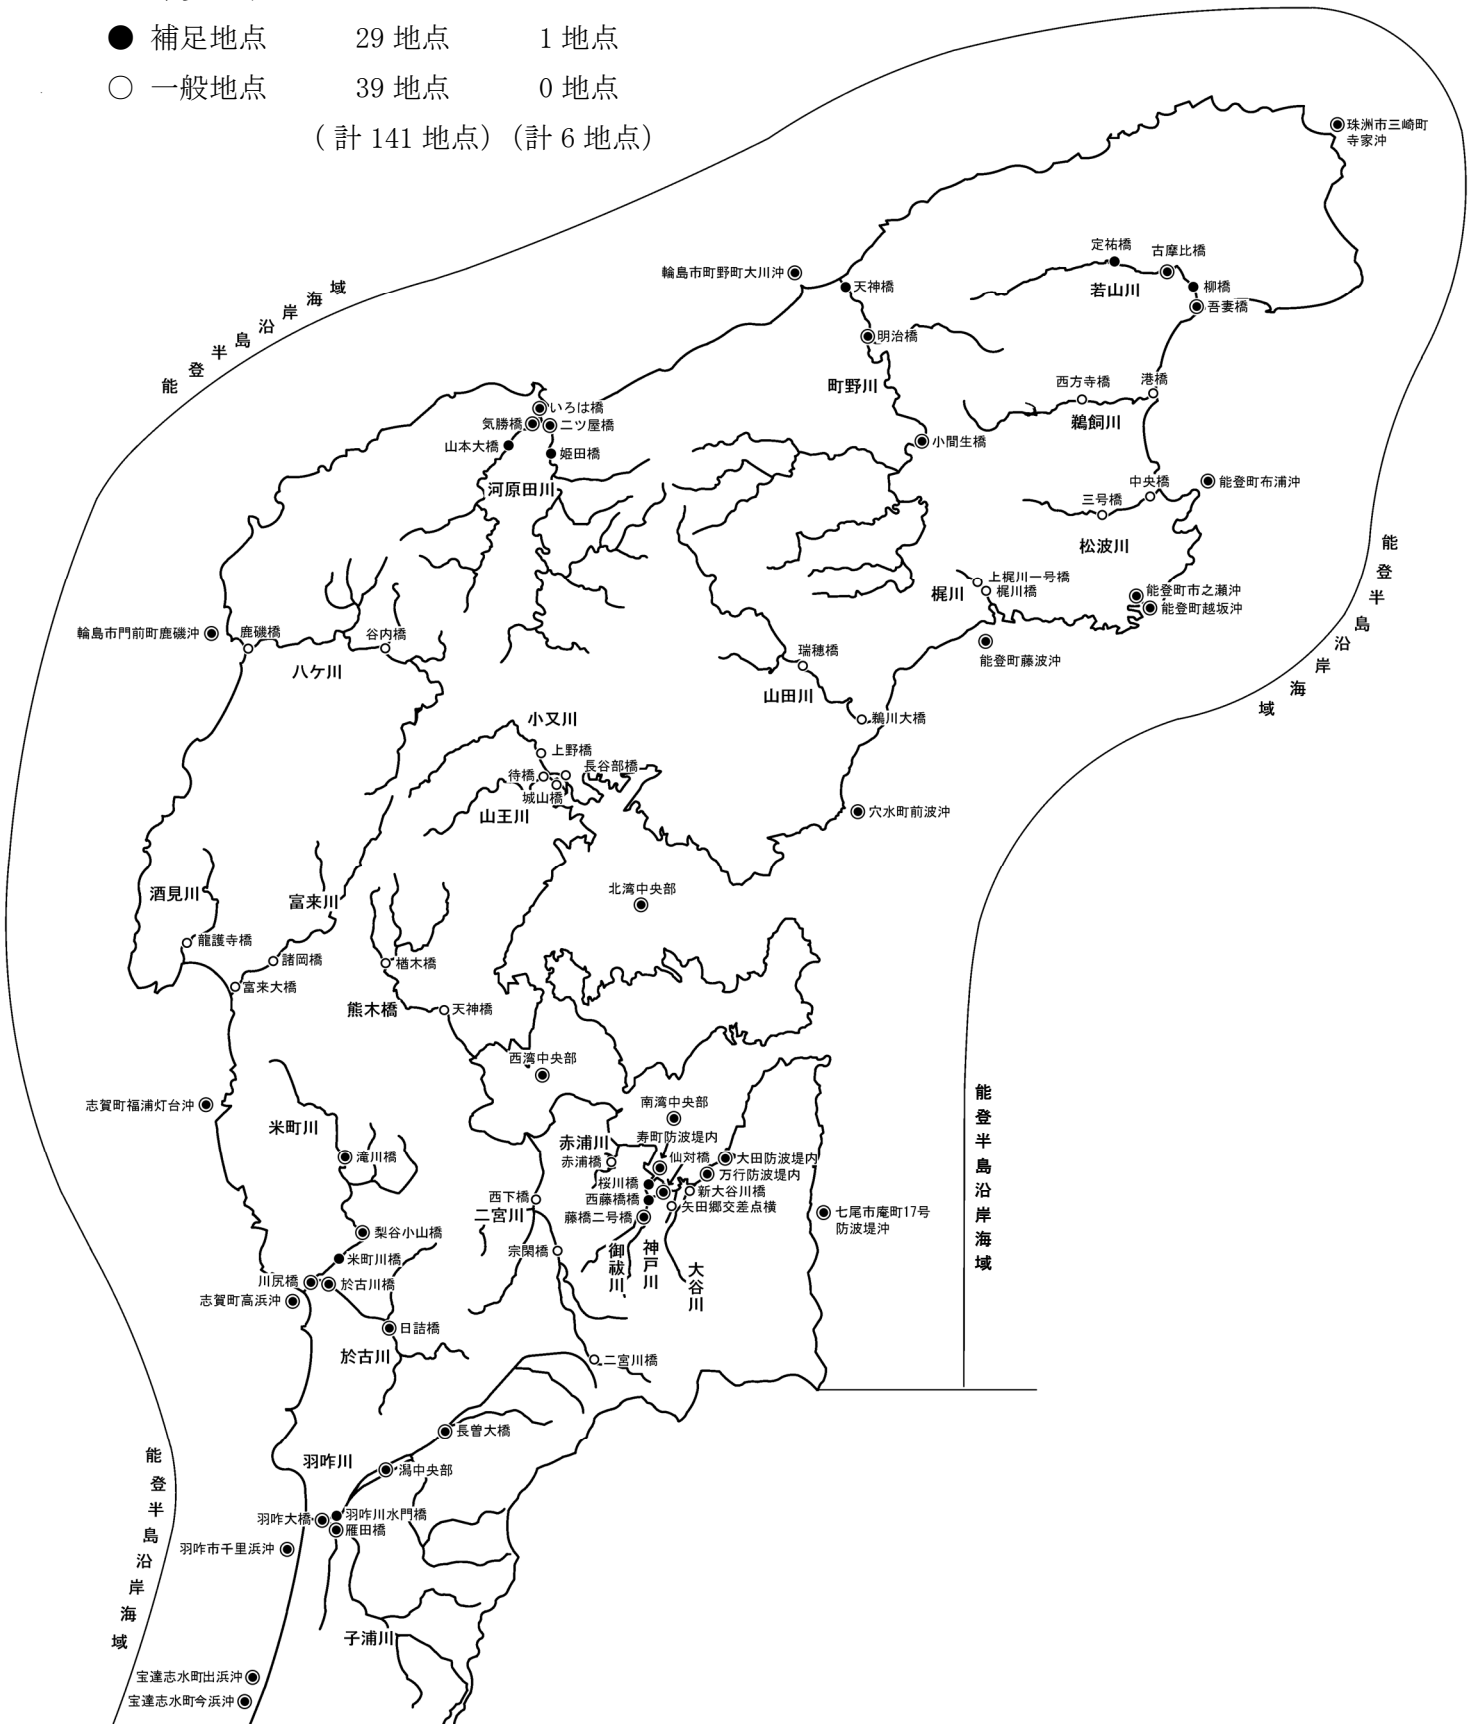 ● 補足地点 29 地点 1 地点
○ 一般地点 39 地点 0 地点
( 計 141 地点) (計 6 地点)
珠洲市三崎町
寺家沖
定祐橋
古摩比橋
輪島市町野町大川沖
天神橋
若山川
柳橋
吾妻橋
能登半島沿岸海域
明治橋
町野川
西方寺橋
港橋
鵜飼川
いろは橋
気勝橋
二ツ屋橋
山本大橋
姫田橋
小間生橋
河原田川
中央橋
能登町布浦沖
三号橋
松波川
能登半島沿岸海域
上梶川一号橋
梶川
梶川橋
能登町市之瀬沖
能登町越坂沖
輪島市門前町鹿磯沖
鹿磯橋
谷内橋
八ケ川
瑞穂橋
能登町藤波沖
山田川
小又川
鵜川大橋
上野橋
長谷部橋
待橋
城山橋
山王川
穴水町前波沖
酒見川
富来川
北湾中央部
龍護寺橋
諸岡橋
楢木橋
富来大橋
熊木橋
天神橋
西湾中央部
志賀町福浦灯台沖
南湾中央部
米町川
赤浦川
寿町防波堤内
滝川橋
赤浦橋
仙対橋
大田防波堤内
万行防波堤内
桜川橋
新大谷川橋
西下橋
西藤橋橋
矢田郷交差点横
二宮川
藤橋二号橋
七尾市庵町17号
防波堤沖
能登半島沿岸海域
梨谷小山橋
宗閑橋
御祓川
神戸川
大谷川
米町川橋
川尻橋
於古川橋
志賀町高浜沖
日詰橋
於古川
二宮川橋
長曽大橋
羽咋川
潟中央部
羽咋大橋
羽咋川水門橋
雁田橋
羽咋市千里浜沖
能登半島沿岸海域
子浦川
宝達志水町出浜沖
宝達志水町今浜沖